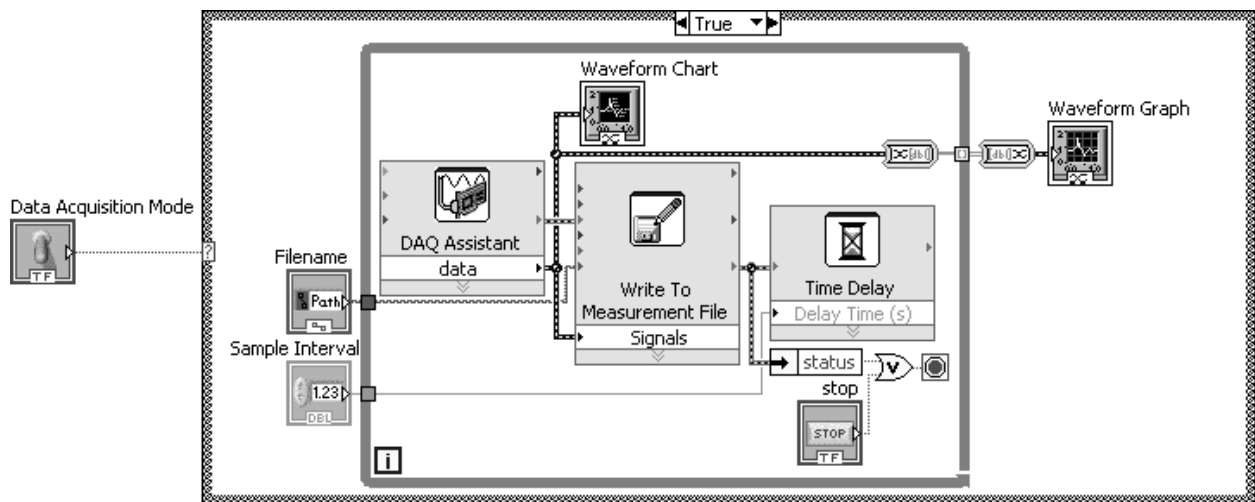 True
Waveform Chart
Waveform Graph
Data Acquisition Mode
TF
?
Filename
Path
DAQ Assistant
data
Write To
Measurement File
Signals
Time Delay
Delay Time (s)
Sample Interval
1.23
DBL
status
V
stop
STOP
TF
i